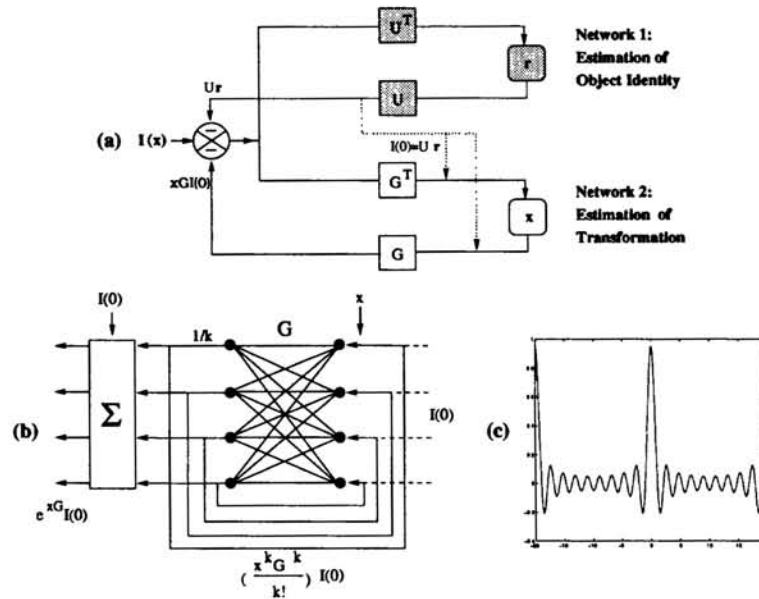 U^T
r
Network 1:
Estimation of
Object Identity
Ur
U
(a)
I (x)
I(0)=U r
xGI(0)
G^T
x
Network 2:
Estimation of
Transformation
G
I(0)
x
1/k
G
Σ
(b)
I(0)
(c)
e^{xG} I(0)
( x^k G^k / k! ) I(0)